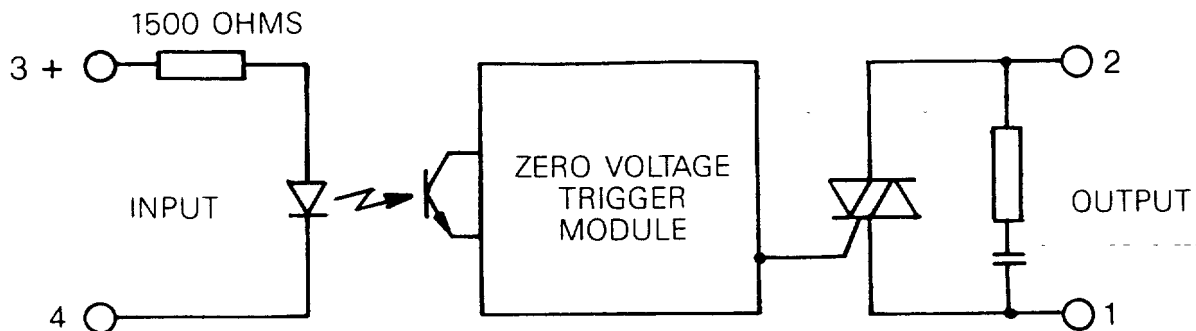 1500 OHMS
3 +
2
INPUT
ZERO VOLTAGE
TRIGGER
MODULE
OUTPUT
4
1